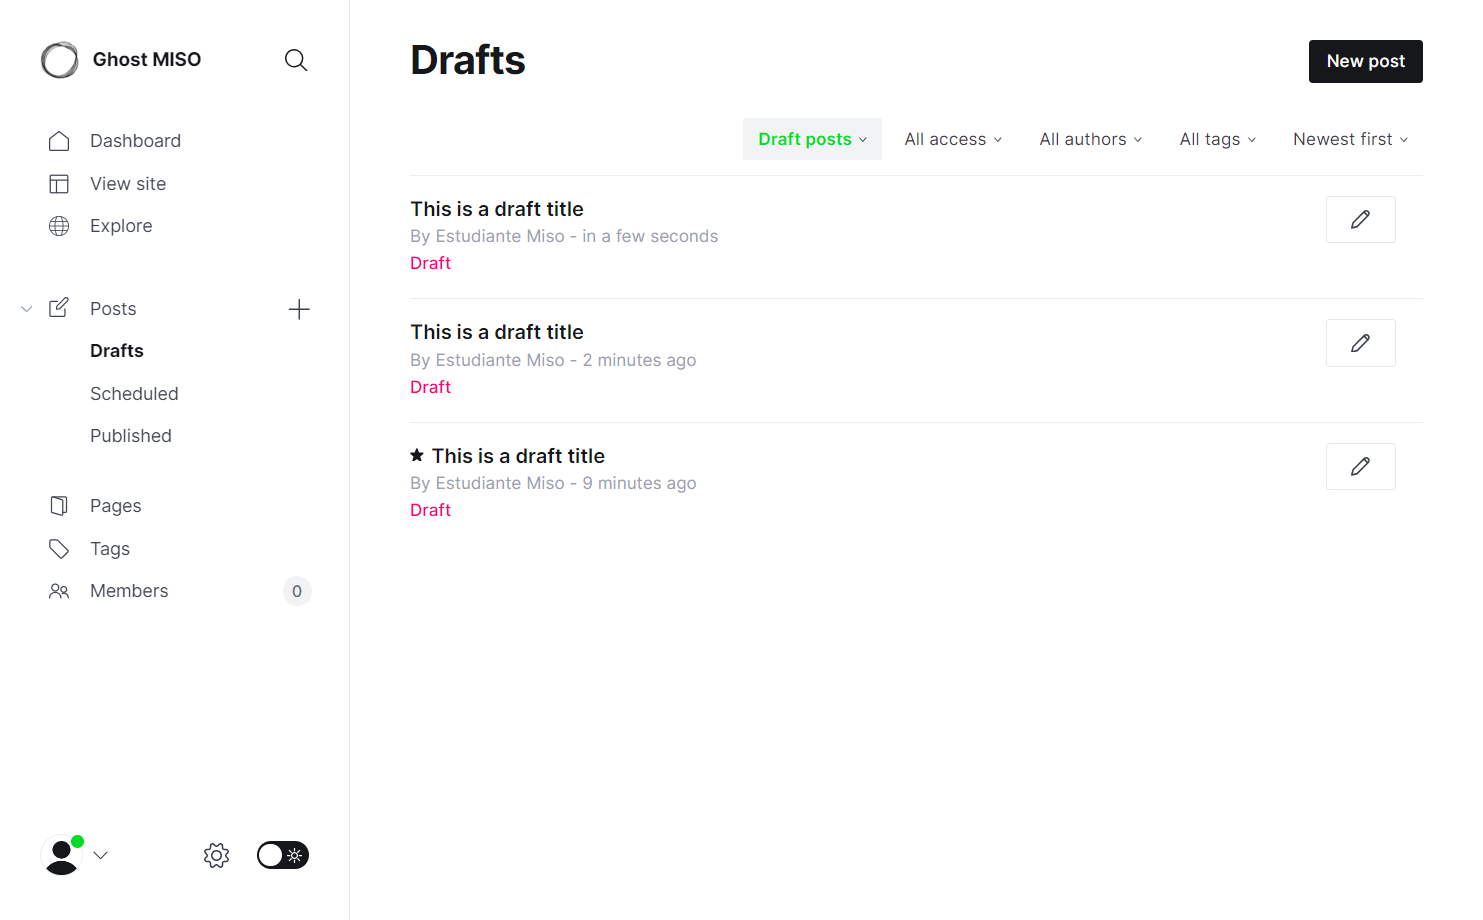 Ghost MISO
Dashboard
View site
Explore
Posts
Drafts
Scheduled
Published
Pages
Tags
Members 0
Drafts
New post
Draft posts All access All authors All tags Newest first
This is a draft title
By Estudiante Miso - in a few seconds
Draft
This is a draft title
By Estudiante Miso - 2 minutes ago
Draft
This is a draft title
By Estudiante Miso - 9 minutes ago
Draft